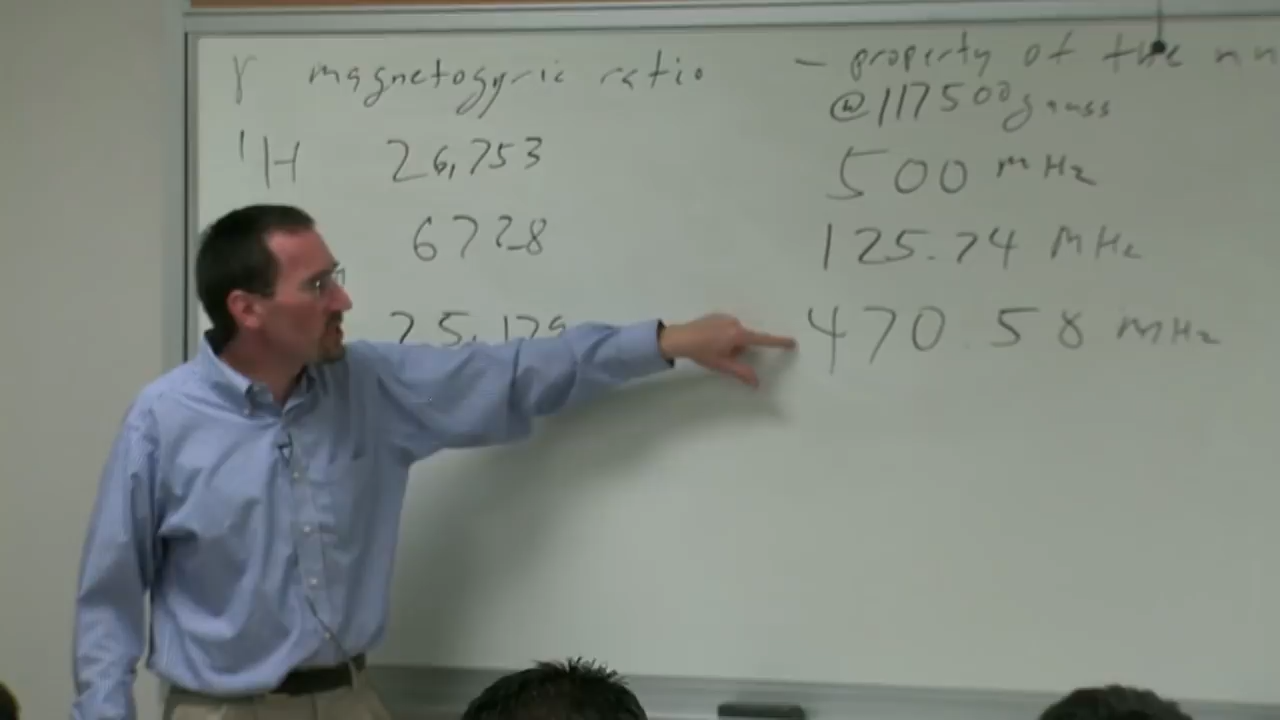 γ magnetogyric ratio - property of the
@117500 gauss
¹H 26,753 500 MHz
6728 125.74 MHz
25,179 470.58 MHz